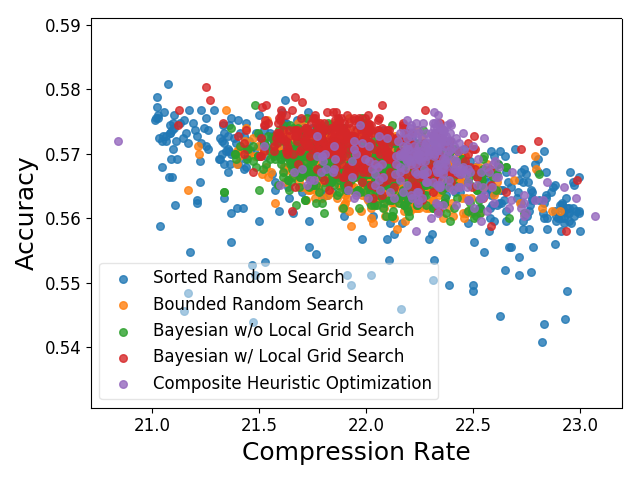 0.59
0.58
0.57
0.56
0.55
0.54
Accuracy
Sorted Random Search
Bounded Random Search
Bayesian w/o Local Grid Search
Bayesian w/ Local Grid Search
Composite Heuristic Optimization
21.0 21.5 22.0 22.5 23.0
Compression Rate